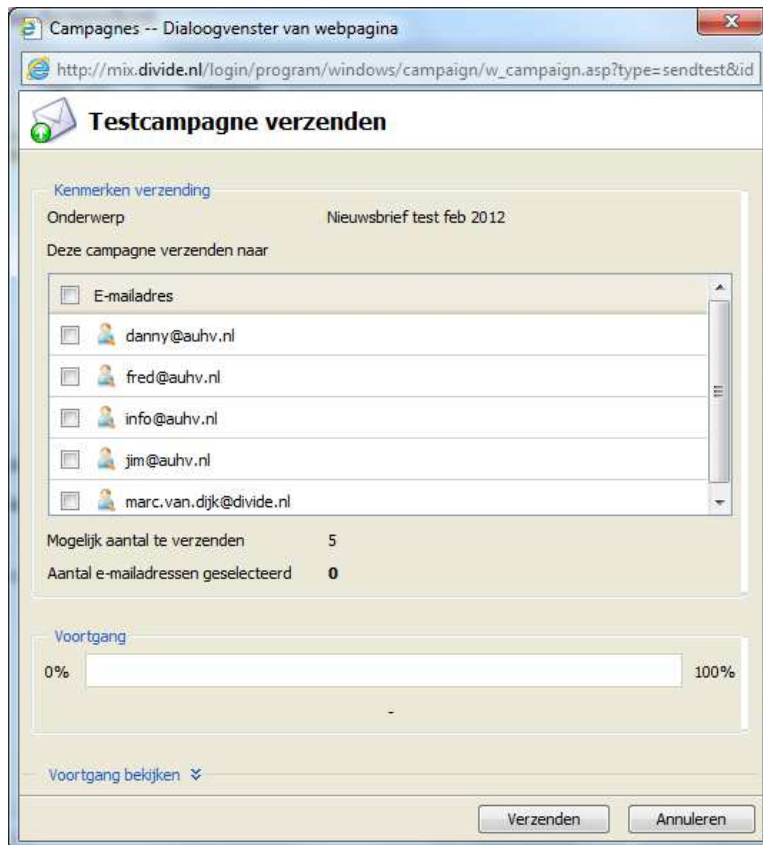 Campagnes -- Dialoogvenster van webpagina
http://mix.divide.nl/login/program/windows/campaign/w_campaign.asp?type=sendtest&id
Testcampagne verzenden
Kenmerken verzending
Onderwerp Nieuwsbrief test feb 2012
Deze campagne verzenden naar
E-mailadres
danny@auhv.nl
fred@auhv.nl
info@auhv.nl
jim@auhv.nl
marc.van.dijk@divide.nl
Mogelijk aantal te verzenden 5
Aantal e-mailadressen geselecteerd 0
Voortgang
0% 100%
-
Voortgang bekijken
Verzenden Annuleren